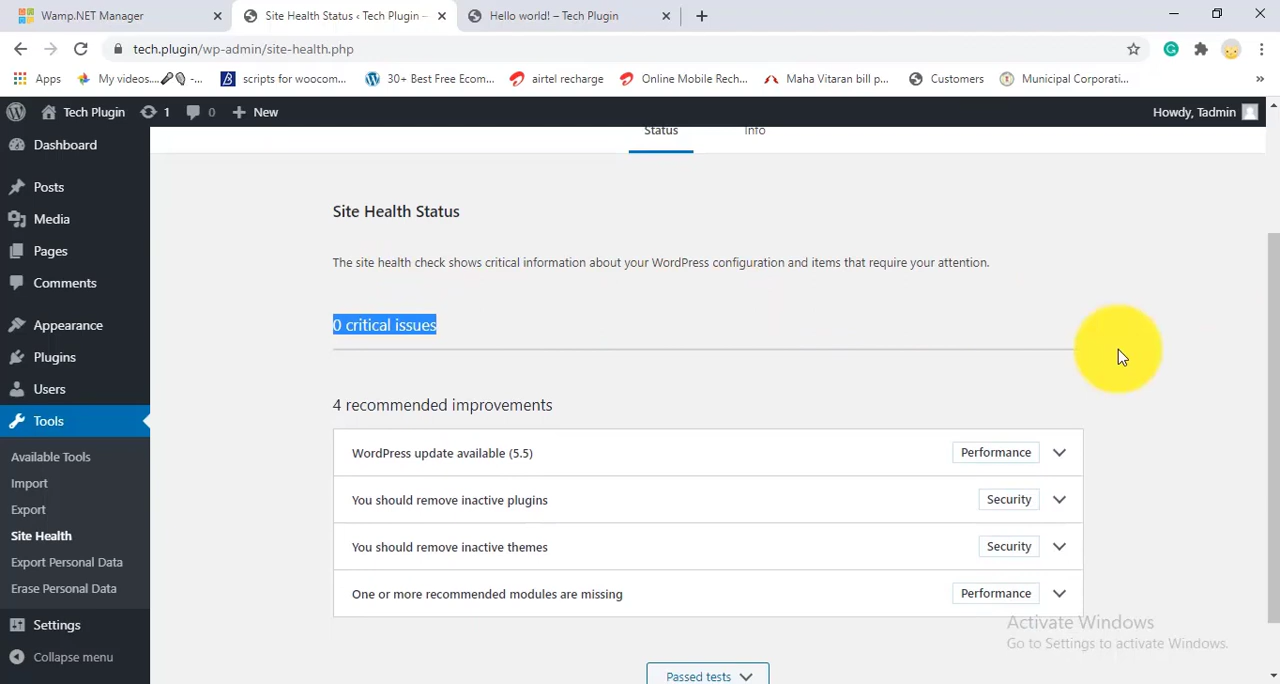 Wamp.NET Manager
Site Health Status ‹ Tech Plugin –
Hello world! – Tech Plugin
tech.plugin/wp-admin/site-health.php
Apps
My videos....
scripts for woocom...
30+ Best Free Ecom...
airtel recharge
Online Mobile Rech...
Maha Vitaran bill p...
Customers
Municipal Corporati...
»
Tech Plugin
1
0
New
Howdy, Tadmin
Status
Info
Dashboard
Posts
Media
Pages
Comments
Appearance
Plugins
Users
Tools
Available Tools
Import
Export
Site Health
Export Personal Data
Erase Personal Data
Settings
Collapse menu
Site Health Status
The site health check shows critical information about your WordPress configuration and items that require your attention.
0 critical issues
4 recommended improvements
WordPress update available (5.5)
Performance
You should remove inactive plugins
Security
You should remove inactive themes
Security
One or more recommended modules are missing
Performance
Passed tests
Activate Windows
Go to Settings to activate Windows.